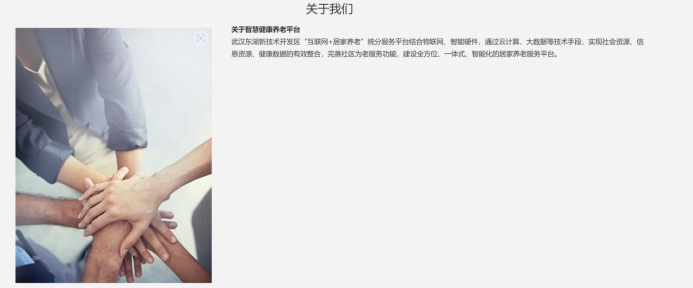 关于我们
关于智慧健康养老平台
武汉东湖新技术开发区“互联网+居家养老”统分服务平台结合物联网、智能硬件，通过云计算、大数据等技术手段，实现社会资源、信
息资源、健康数据的有效整合，完善社区为老服务功能，建设全方位、一体式、智能化的居家养老服务平台。